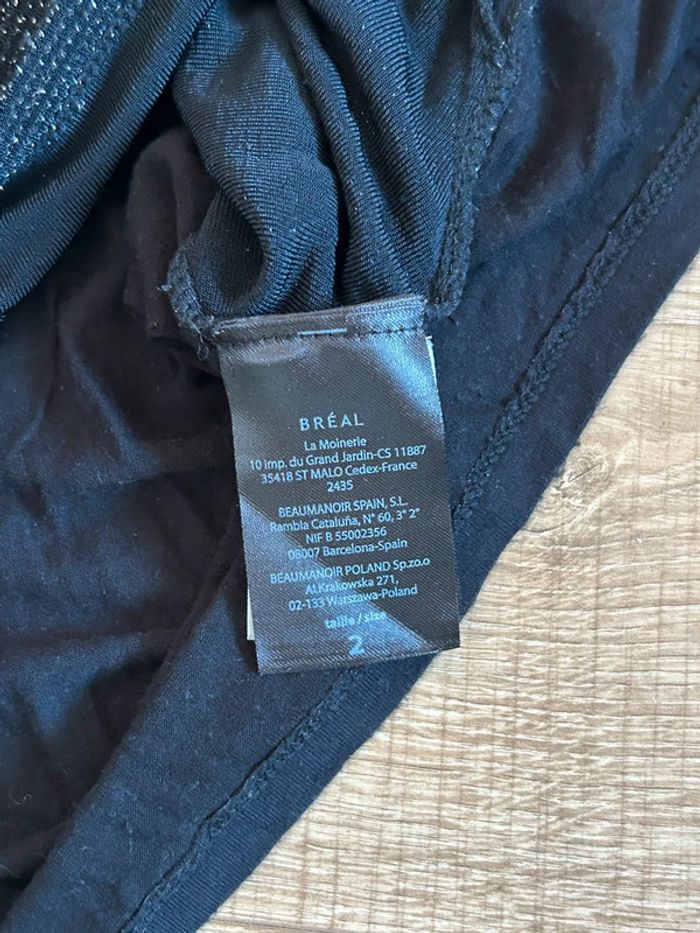 BRÉAL
La Moinerie
10 imp. du Grand Jardin-CS 11887
35418 ST MALO Cedex-France
2435
BEAUMANOIR SPAIN, S.L.
Rambla Cataluña, N° 60, 3° 2°
NIF B 55002356
08007 Barcelona-Spain
BEAUMANOIR POLAND Sp.zo.o
Al.Krakowska 271,
02-133 Warszawa-Poland
taille / size
2